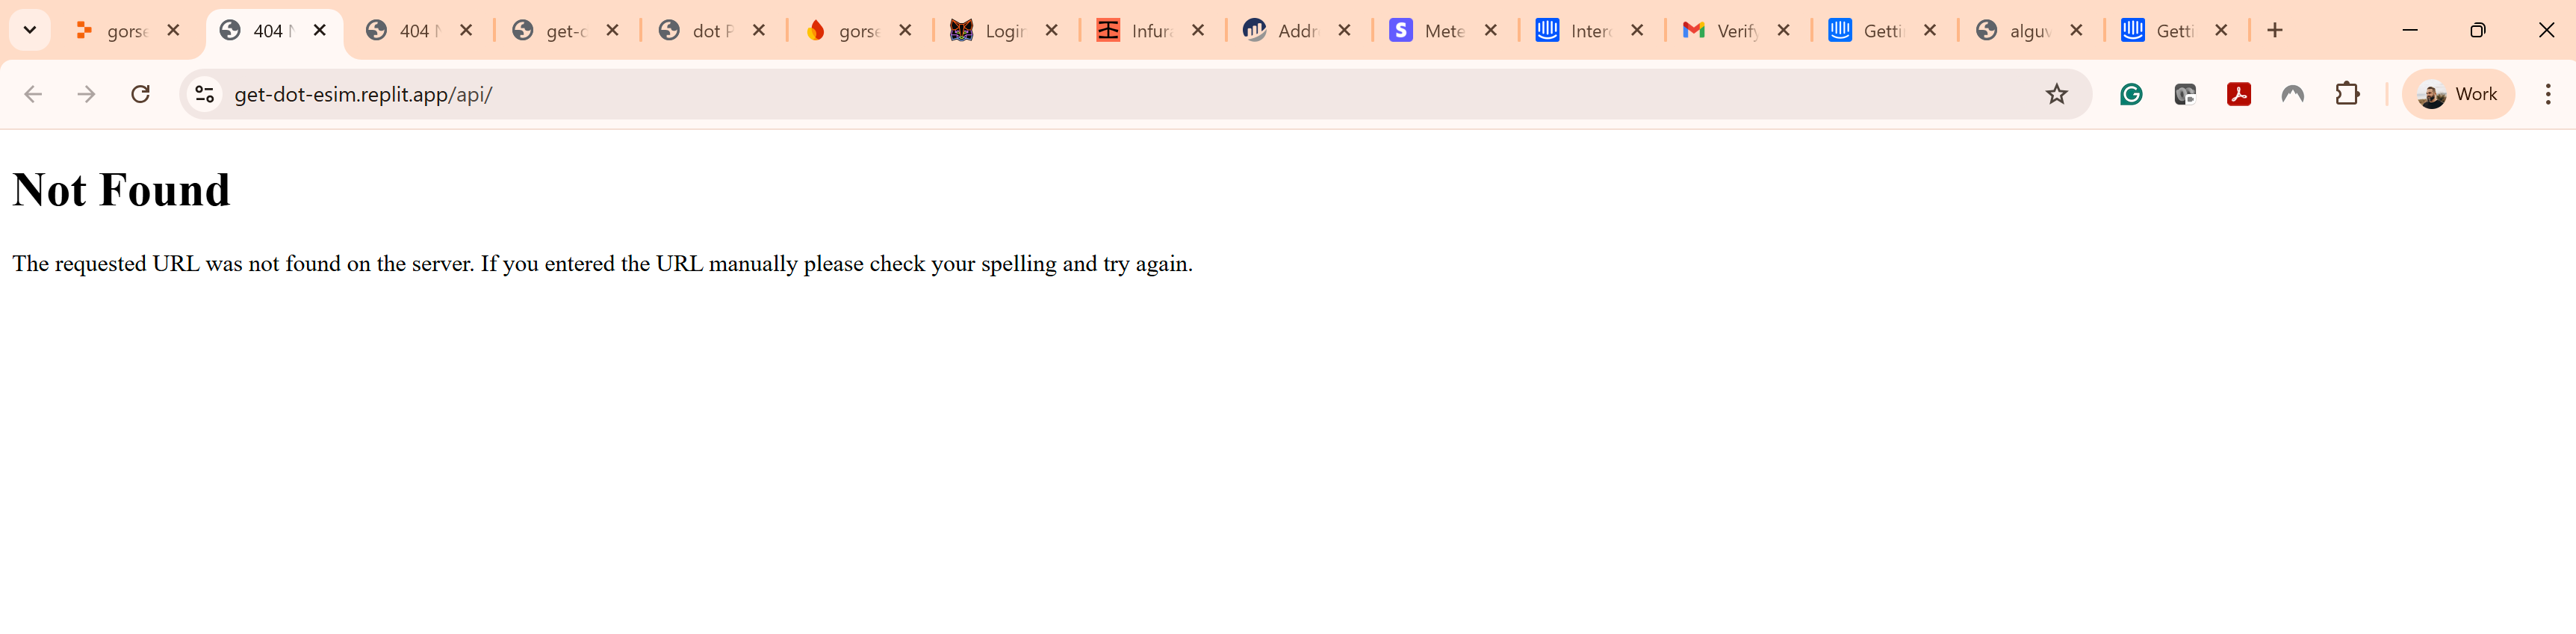 gorse
404 N
404 N
get-d
dot P
gorse
Login
Infura
Addre
Mete
Interc
Verify
Getti
alguv
Getti
get-dot-esim.replit.app/api/
Work
Not Found
The requested URL was not found on the server. If you entered the URL manually please check your spelling and try again.